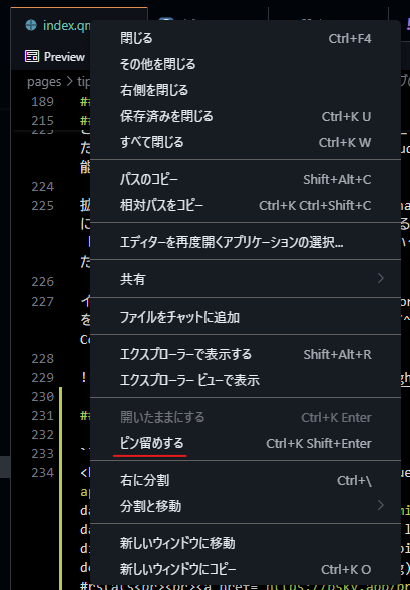 index.qm
Preview
pages
tip
189
##
215
##
224
225
226
227
228
229
230
231
##
232
233
234
閉じる Ctrl+F4
その他を閉じる
右側を閉じる
保存済みを閉じる Ctrl+K U
すべて閉じる Ctrl+K W
パスのコピー Shift+Alt+C
相対パスをコピー Ctrl+K Ctrl+Shift+C
エディターを再度開くアプリケーションの選択...
共有
ファイルをチャットに追加
エクスプローラーで表示する Shift+Alt+R
エクスプローラー ビューで表示
開いたままにする Ctrl+K Enter
ピン留めする Ctrl+K Shift+Enter
右に分割 Ctrl+\
分割と移動
新しいウィンドウに移動
新しいウィンドウにコピー Ctrl+K O